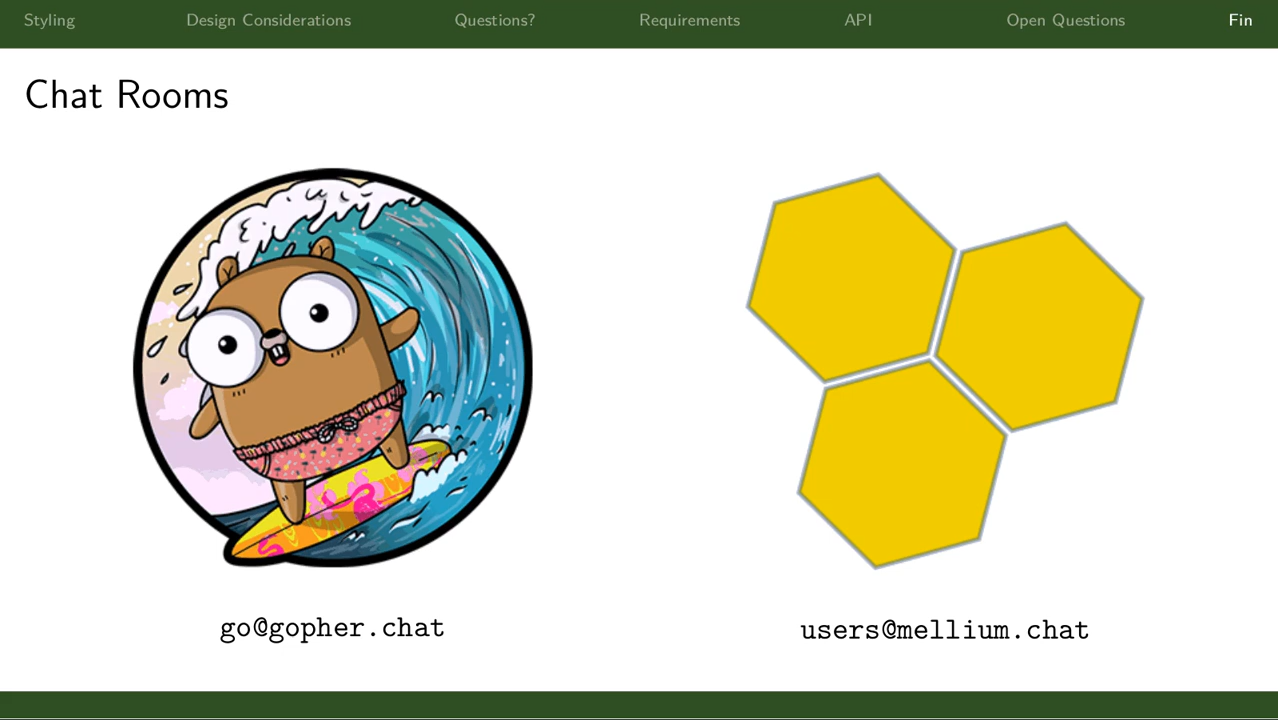 Styling Design Considerations Questions? Requirements API Open Questions Fin
Chat Rooms
go@gopher.chat users@mellium.chat